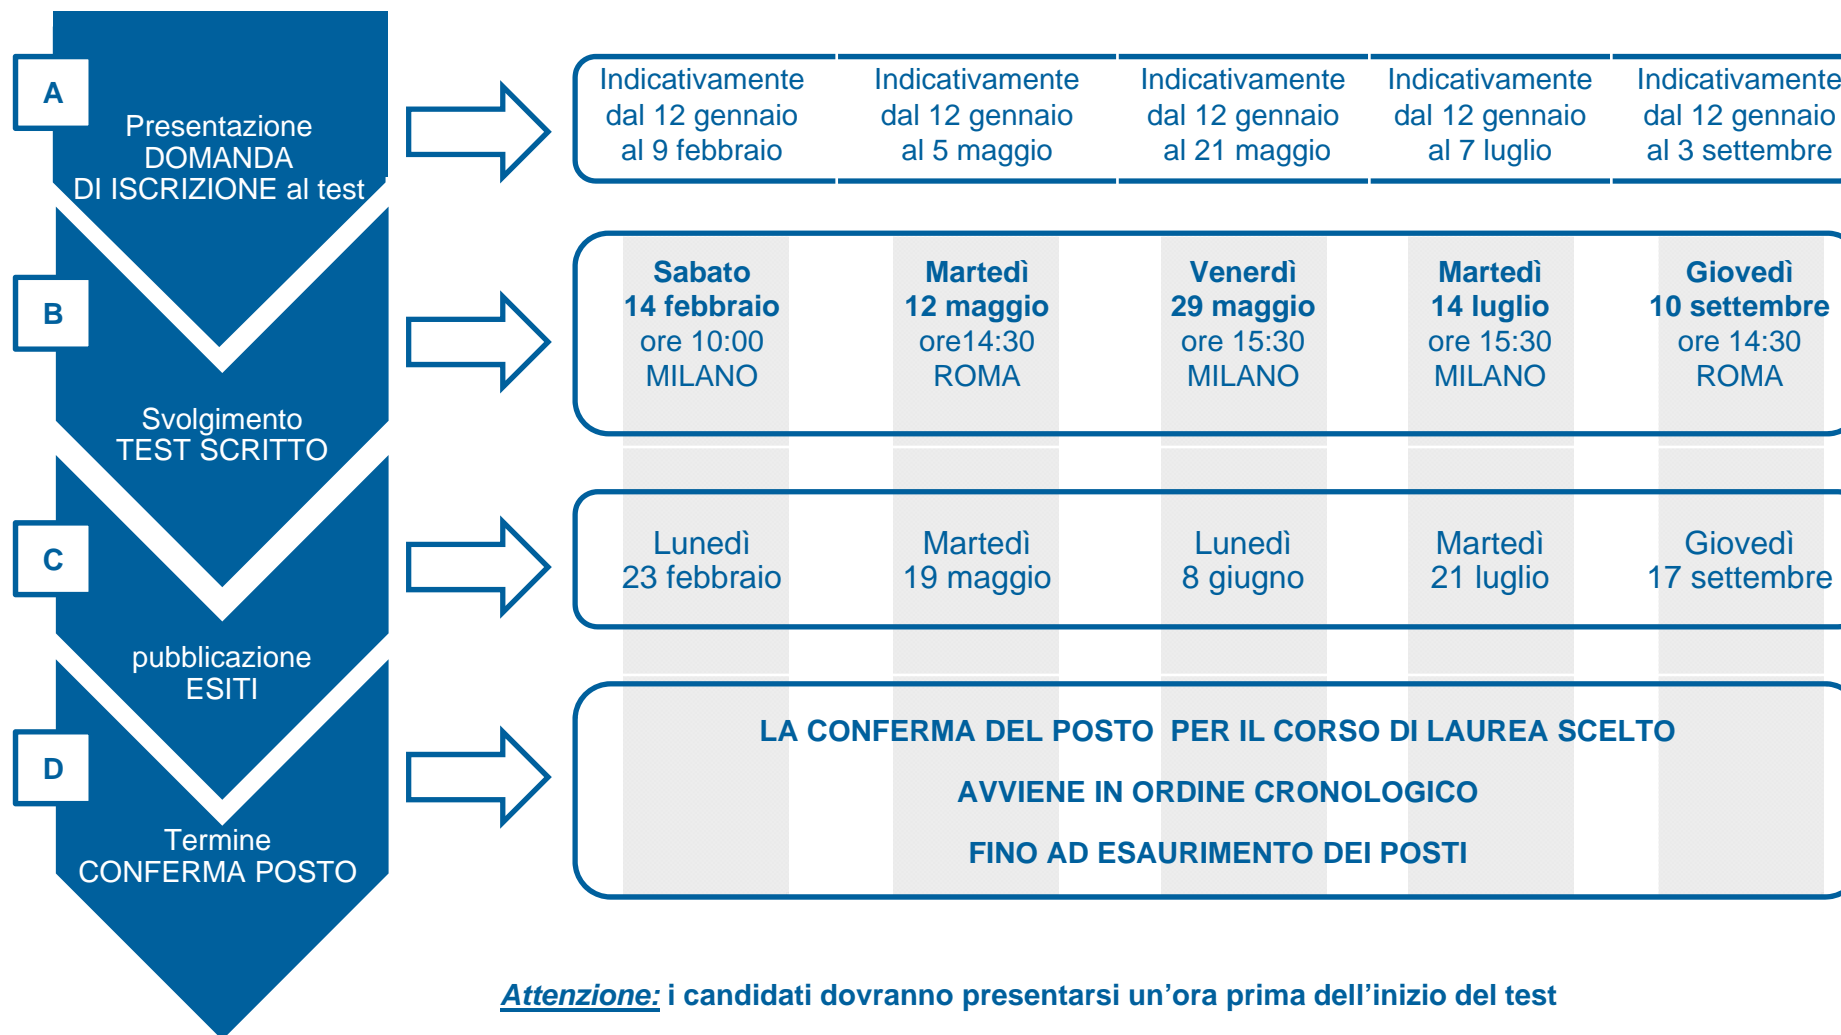 A
Presentazione
DOMANDA
DI ISCRIZIONE al test
Indicativamente
dal 12 gennaio
al 9 febbraio
Indicativamente
dal 12 gennaio
al 5 maggio
Indicativamente
dal 12 gennaio
al 21 maggio
Indicativamente
dal 12 gennaio
al 7 luglio
Indicativamente
dal 12 gennaio
al 3 settembre
B
Svolgimento
TEST SCRITTO
Sabato
14 febbraio
ore 10:00
MILANO
Martedì
12 maggio
ore14:30
ROMA
Venerdì
29 maggio
ore 15:30
MILANO
Martedì
14 luglio
ore 15:30
MILANO
Giovedì
10 settembre
ore 14:30
ROMA
C
pubblicazione
ESITI
Lunedì
23 febbraio
Martedì
19 maggio
Lunedì
8 giugno
Martedì
21 luglio
Giovedì
17 settembre
D
Termine
CONFERMA POSTO
LA CONFERMA DEL POSTO PER IL CORSO DI LAUREA SCELTO
AVVIENE IN ORDINE CRONOLOGICO
FINO AD ESAURIMENTO DEI POSTI
Attenzione: i candidati dovranno presentarsi un’ora prima dell’inizio del test